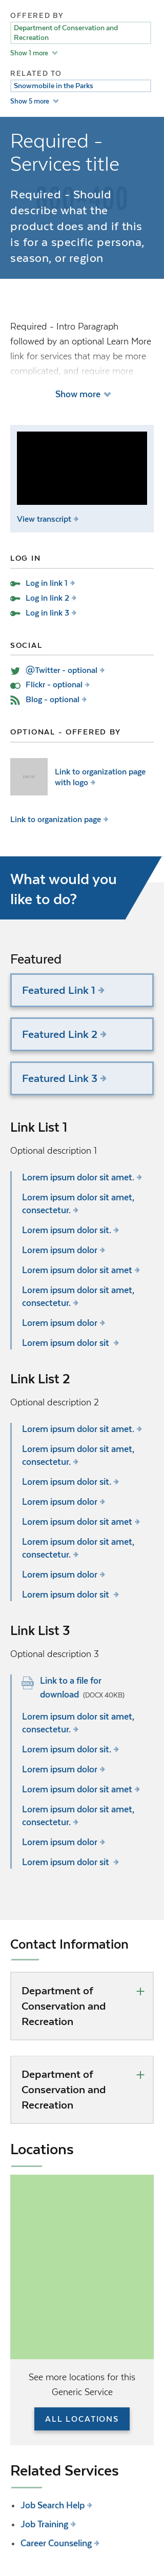 OFFERED BY
Department of Conservation and
Recreation
Show 1 more
RELATED TO
Snowmobile in the Parks
Show 5 more
Required -
Services title
Required - Should
describe what the
product does and if this
is for a specific persona,
season, or region
Required - Intro Paragraph
followed by an optional Learn More
link for services that may be more
complicated, and require more
Show more
View transcript
LOG IN
Log in link 1
Log in link 2
Log in link 3
SOCIAL
@Twitter - optional
Flickr - optional
Blog - optional
OPTIONAL - OFFERED BY
Link to organization page
with logo
Link to organization page
What would you
like to do?
Featured
Featured Link 1
Featured Link 2
Featured Link 3
Link List 1
Optional description 1
Lorem ipsum dolor sit amet.
Lorem ipsum dolor sit amet,
consectetur.
Lorem ipsum dolor sit.
Lorem ipsum dolor
Lorem ipsum dolor sit amet
Lorem ipsum dolor sit amet,
consectetur.
Lorem ipsum dolor
Lorem ipsum dolor sit
Link List 2
Optional description 2
Lorem ipsum dolor sit amet.
Lorem ipsum dolor sit amet,
consectetur.
Lorem ipsum dolor sit.
Lorem ipsum dolor
Lorem ipsum dolor sit amet
Lorem ipsum dolor sit amet,
consectetur.
Lorem ipsum dolor
Lorem ipsum dolor sit
Link List 3
Optional description 3
Link to a file for
download (DOCX 40KB)
Lorem ipsum dolor sit amet,
consectetur.
Lorem ipsum dolor sit.
Lorem ipsum dolor
Lorem ipsum dolor sit amet
Lorem ipsum dolor sit amet,
consectetur.
Lorem ipsum dolor
Lorem ipsum dolor sit
Contact Information
Department of
Conservation and
Recreation
Department of
Conservation and
Recreation
Locations
See more locations for this
Generic Service
ALL LOCATIONS
Related Services
Job Search Help
Job Training
Career Counseling